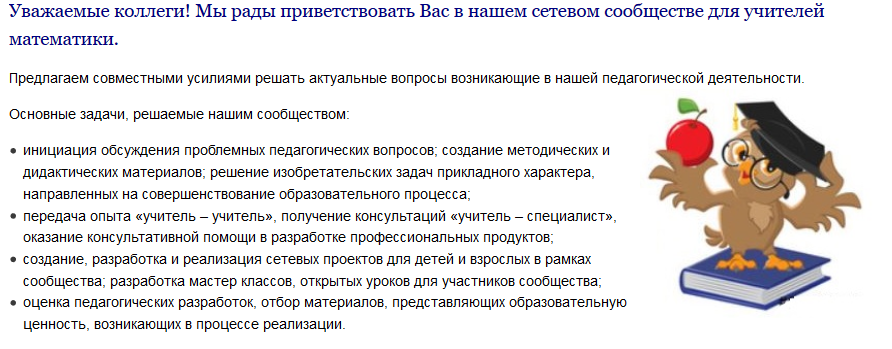 Уважаемые коллеги! Мы рады приветствовать Вас в нашем сетевом сообществе для учителей
математики.
Предлагаем совместными усилиями решать актуальные вопросы возникающие в нашей педагогической деятельности.
Основные задачи, решаемые нашим сообществом:
• инициация обсуждения проблемных педагогических вопросов; создание методических и
дидактических материалов; решение изобретательских задач прикладного характера,
направленных на совершенствование образовательного процесса;
• передача опыта «учитель – учитель», получение консультаций «учитель – специалист»,
оказание консультативной помощи в разработке профессиональных продуктов;
• создание, разработка и реализация сетевых проектов для детей и взрослых в рамках
сообщества; разработка мастер классов, открытых уроков для участников сообщества;
• оценка педагогических разработок, отбор материалов, представляющих образовательную
ценность, возникающих в процессе реализации.